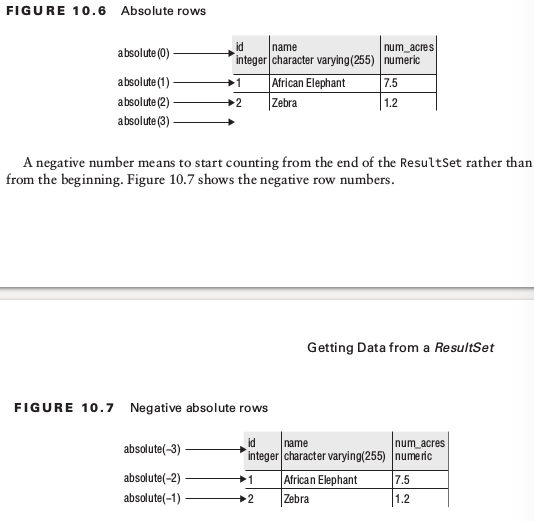 FIGURE 10.6 Absolute rows
absolute(0) id name num_acres
integer character varying(255) numeric
absolute(1) 1 African Elephant 7.5
absolute(2) 2 Zebra 1.2
absolute(3)
A negative number means to start counting from the end of the ResultSet rather than
from the beginning. Figure 10.7 shows the negative row numbers.
Getting Data from a ResultSet
FIGURE 10.7 Negative absolute rows
absolute(–3) id name num_acres
integer character varying(255) numeric
absolute(–2) 1 African Elephant 7.5
absolute(–1) 2 Zebra 1.2